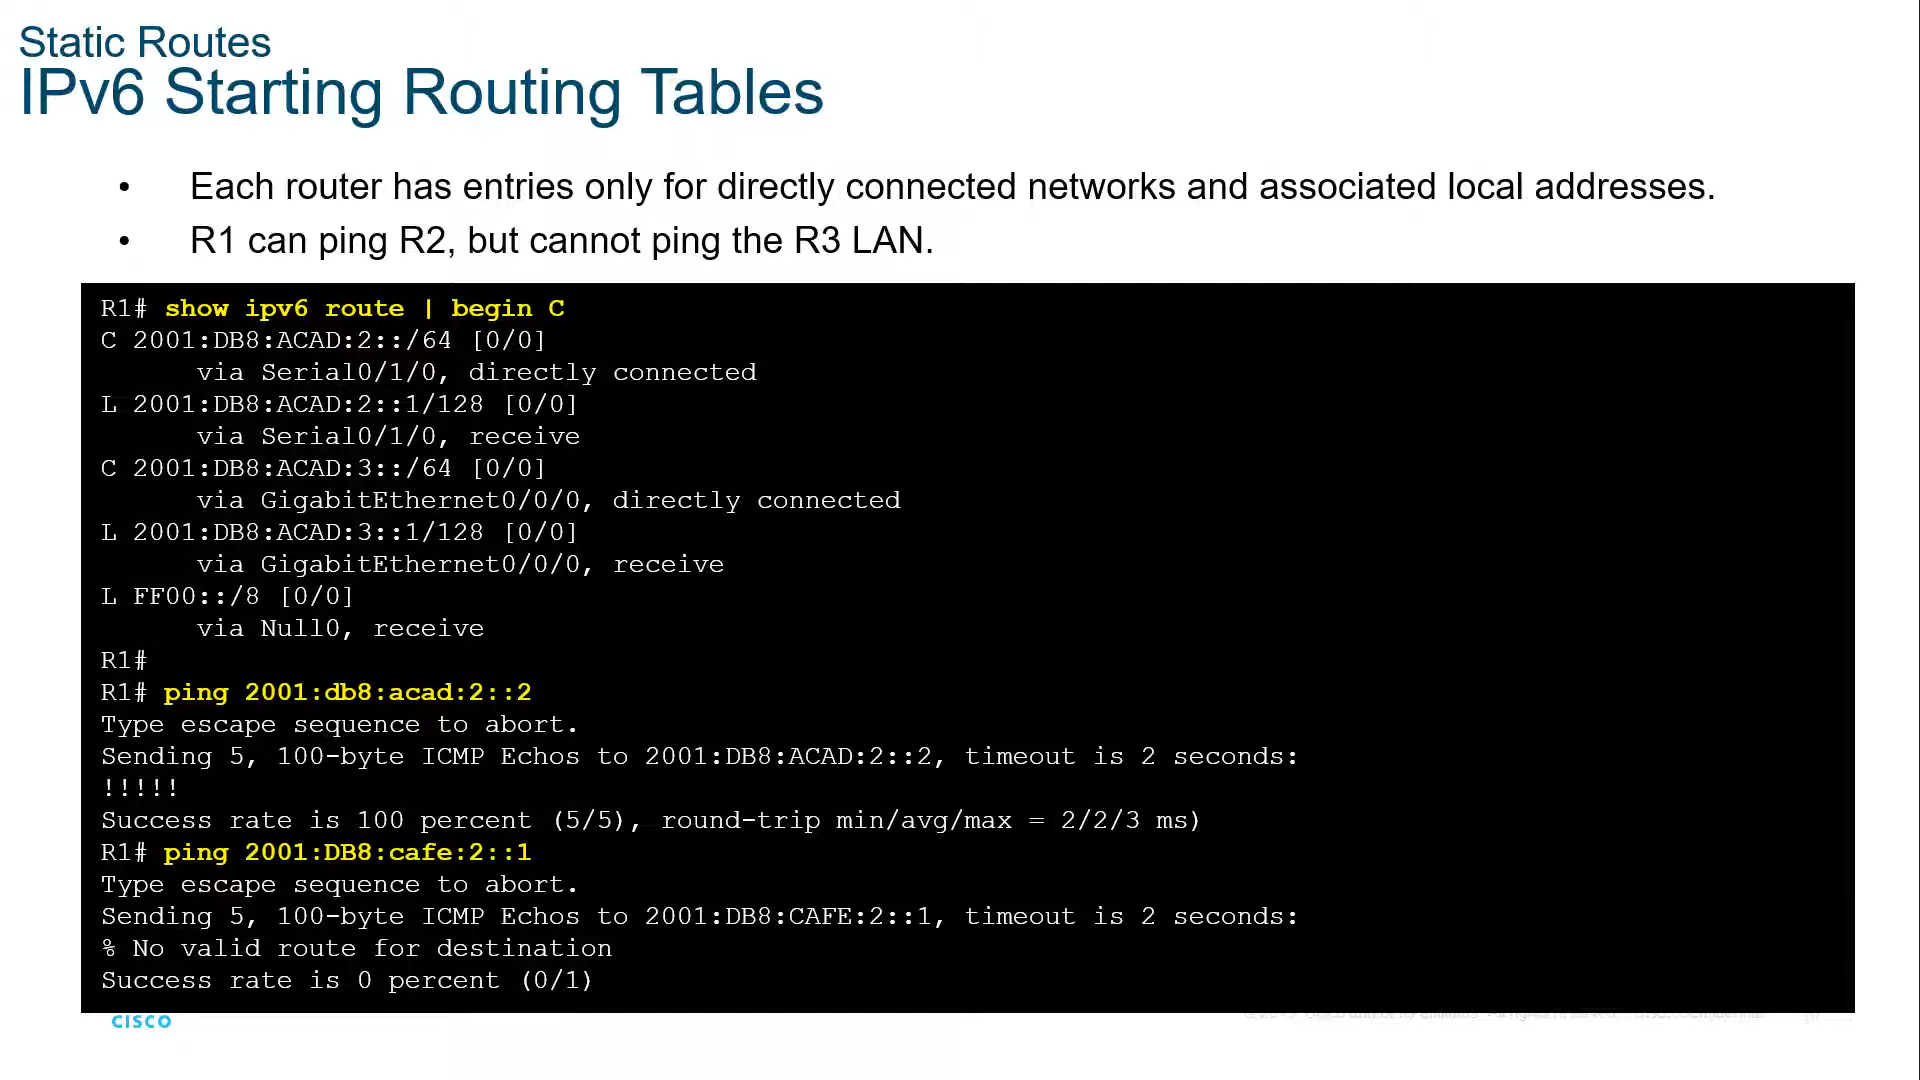 Static Routes
IPv6 Starting Routing Tables
• Each router has entries only for directly connected networks and associated local addresses.
• R1 can ping R2, but cannot ping the R3 LAN.
R1# show ipv6 route | begin C
C 2001:DB8:ACAD:2::/64 [0/0]
via Serial0/1/0, directly connected
L 2001:DB8:ACAD:2::1/128 [0/0]
via Serial0/1/0, receive
C 2001:DB8:ACAD:3::/64 [0/0]
via GigabitEthernet0/0/0, directly connected
L 2001:DB8:ACAD:3::1/128 [0/0]
via GigabitEthernet0/0/0, receive
L FF00::/8 [0/0]
via Null0, receive
R1#
R1# ping 2001:db8:acad:2::2
Type escape sequence to abort.
Sending 5, 100-byte ICMP Echos to 2001:DB8:ACAD:2::2, timeout is 2 seconds:
!!!!!
Success rate is 100 percent (5/5), round-trip min/avg/max = 2/2/3 ms)
R1# ping 2001:DB8:cafe:2::1
Type escape sequence to abort.
Sending 5, 100-byte ICMP Echos to 2001:DB8:CAFE:2::1, timeout is 2 seconds:
% No valid route for destination
Success rate is 0 percent (0/1)
CISCO